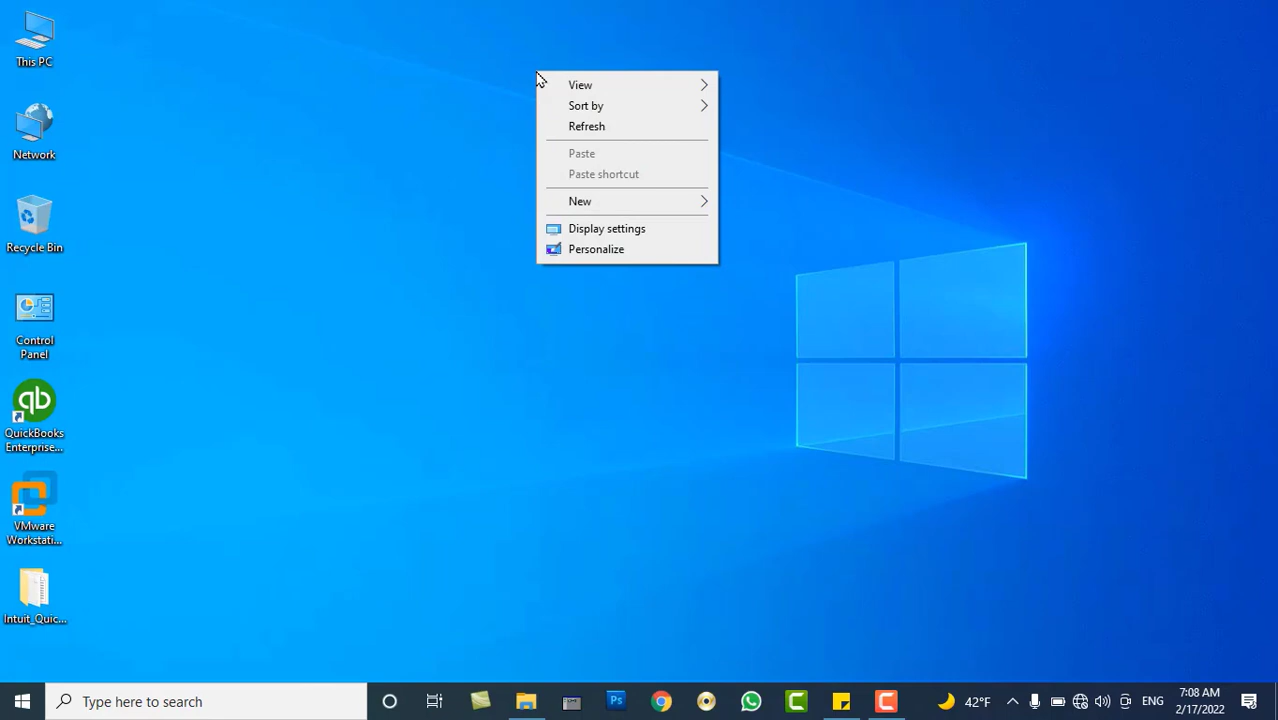 This PC
Network
Recycle Bin
Control
Panel
QuickBooks
Enterprise...
VMware
Workstati...
Intuit_Quic...
View
Sort by
Refresh
Paste
Paste shortcut
New
Display settings
Personalize
Type here to search
Ps
42°F
ENG
7:08 AM
2/17/2022